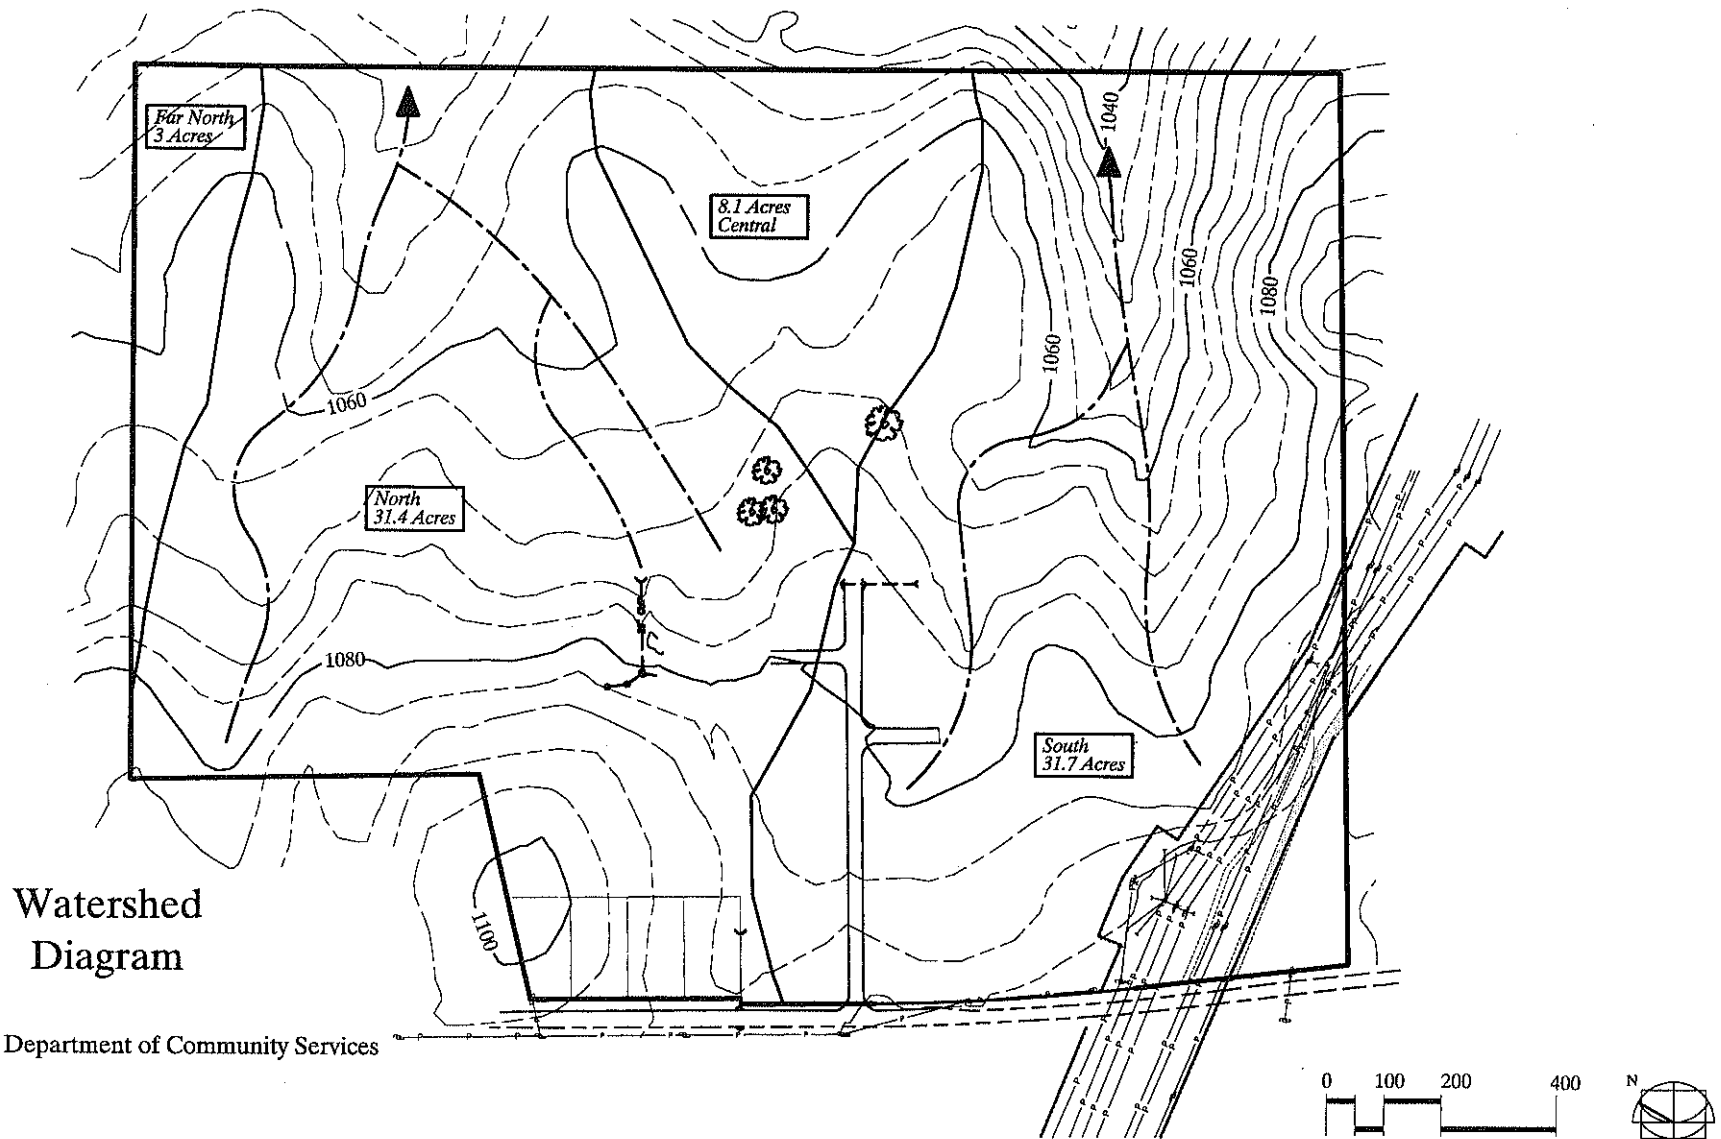 1040
Far North
3 Acres
8.1 Acres
Central
1060
1080
1060
1060
North
31.4 Acres
1080
South
31.7 Acres
1100
Watershed
Diagram
Department of Community Services
0 100 200 400
N